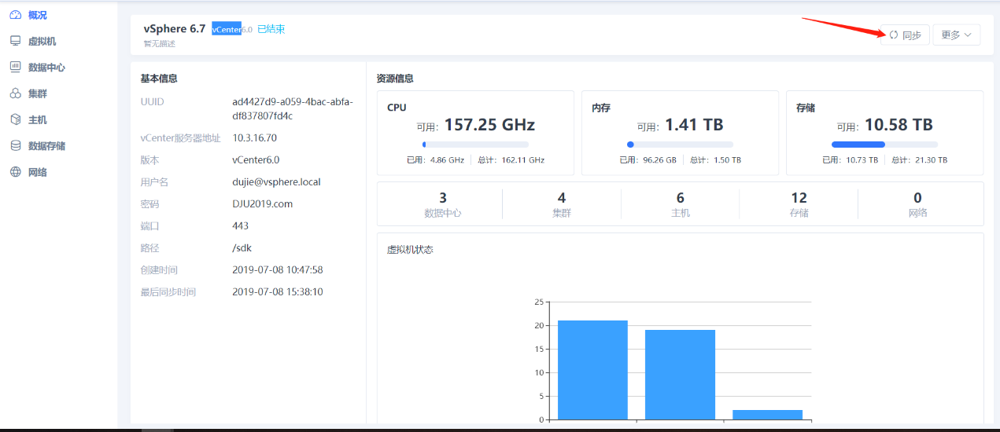 概况
虚拟机
数据中心
集群
主机
数据存储
网络
vSphere 6.7 vCenter6.0 已结束
暂无描述
同步 更多
基本信息
UUID ad4427d9-a059-4bac-abfa-
df837807fd4c
vCenter服务器地址 10.3.16.70
版本 vCenter6.0
用户名 dujie@vsphere.local
密码 DJU2019.com
端口 443
路径 /sdk
创建时间 2019-07-08 10:47:58
最后同步时间 2019-07-08 15:38:10
资源信息
CPU
可用：157.25 GHz
已用：4.86 GHz 总计：162.11 GHz
内存
可用：1.41 TB
已用：96.26 GB 总计：1.50 TB
存储
可用：10.58 TB
已用：10.73 TB 总计：21.30 TB
3 4 6 12 0
数据中心 集群 主机 存储 网络
虚拟机状态
25
20
15
10
5
0